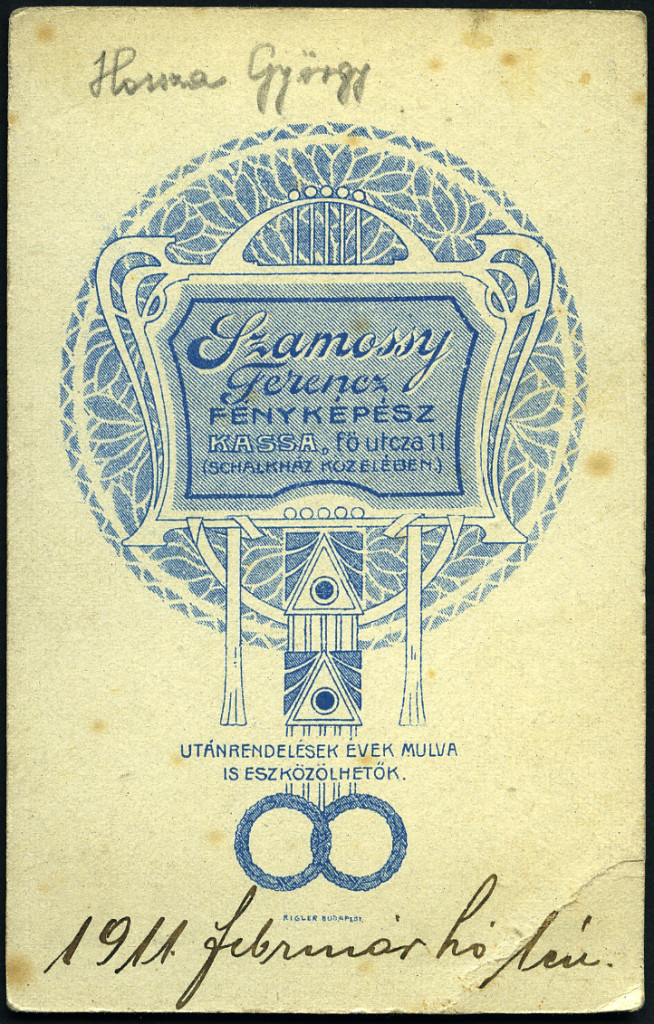 György
Szamossy
Ferencz
FÉNYKÉPÉSZ
KASSA, fő utcza 11
(SCHALKHÁZ KÖZELÉBEN.)
UTÁNRENDELÉSEK ÉVEK MULVA
IS ESZKÖZÖLHETŐK.
RIGLER BUDAPEST.
1911. február hó